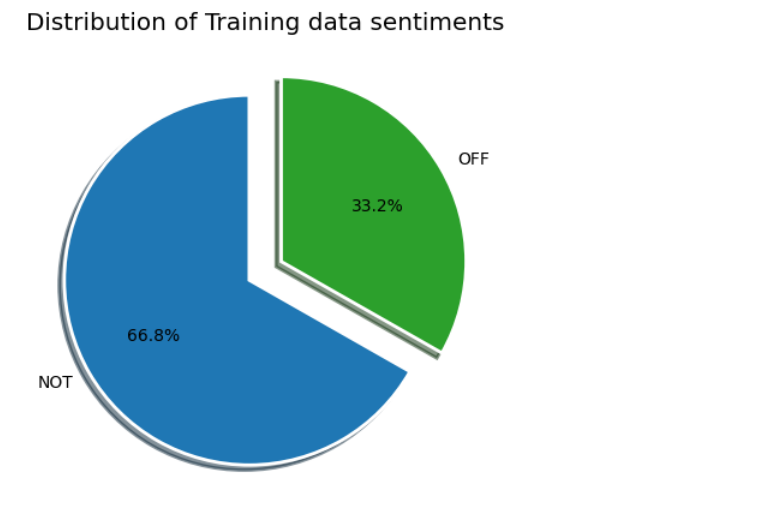 Distribution of Training data sentiments
OFF
33.2%
66.8%
NOT